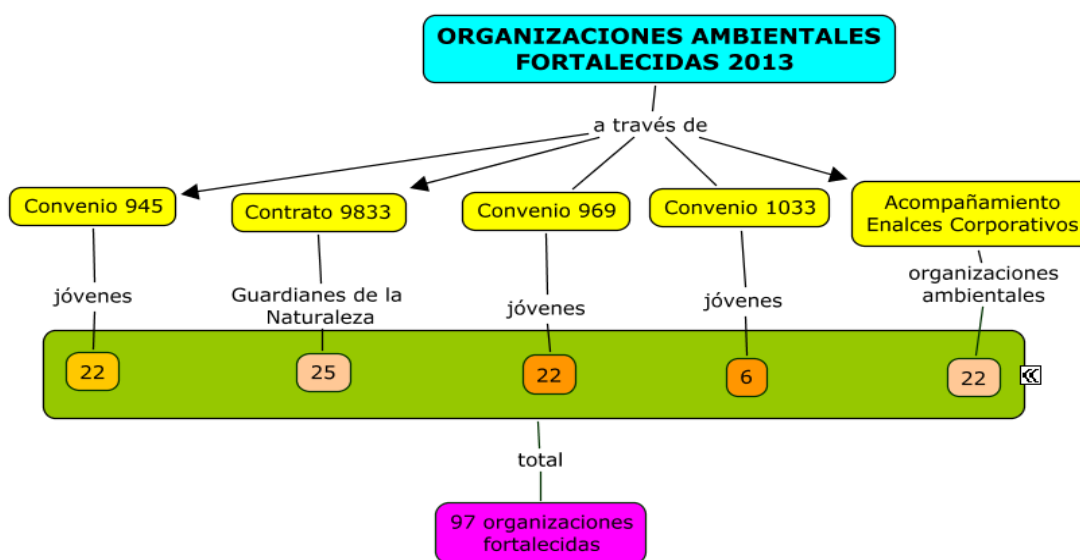 ORGANIZACIONES AMBIENTALES
FORTALECIDAS 2013
a través de
Convenio 945
Contrato 9833
Convenio 969
Convenio 1033
Acompañamiento
Enalces Corporativos
jóvenes
Guardianes de la
Naturaleza
jóvenes
jóvenes
organizaciones
ambientales
22
25
22
6
22
total
97 organizaciones
fortalecidas